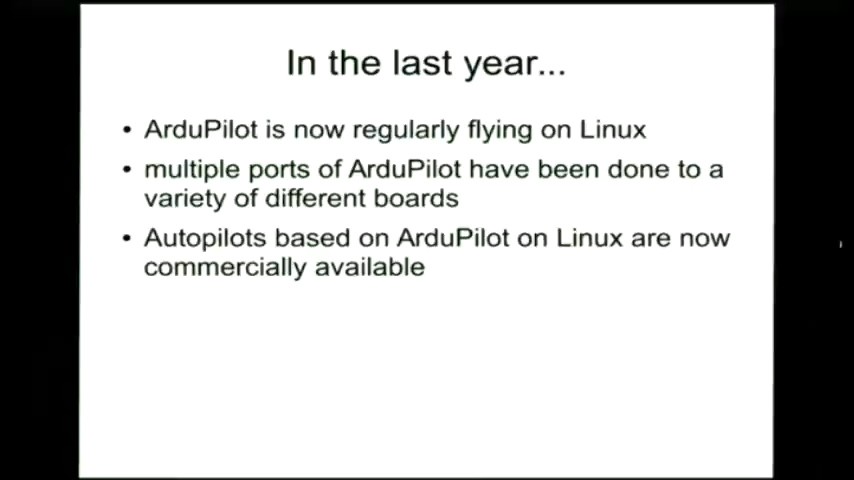 In the last year...
• ArduPilot is now regularly flying on Linux
• multiple ports of ArduPilot have been done to a
variety of different boards
• Autopilots based on ArduPilot on Linux are now
commercially available